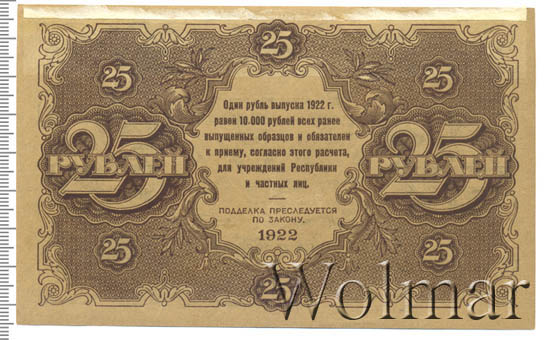 25
25 25
Один рубль выпуска 1922 г.
равен 10.000 рублей всех ранее
выпущенных образцов и обязателен
к приему, согласно этого расчета,
для учреждений Республики
и частных лиц.
25 РУБЛЕЙ
25 РУБЛЕЙ
ПОДДЕЛКА ПРЕСЛЕДУЕТСЯ
ПО ЗАКОНУ.
1922
25 25
25
Wolmar